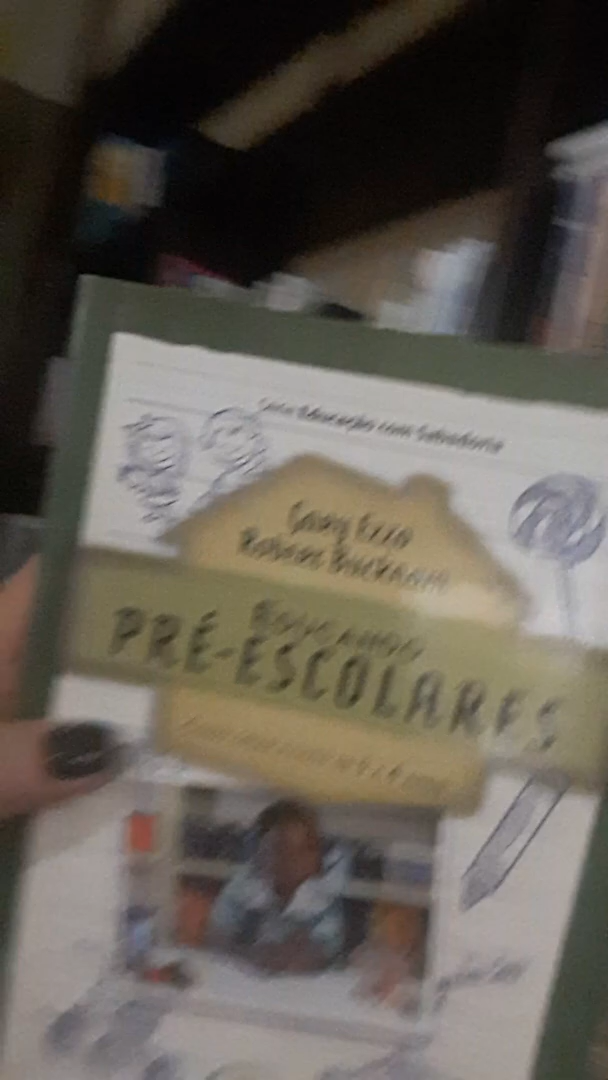 Série Educação com Sabedoria
Gary Ezzo
Robert Bucknam
EDUCANDO
PRÉ-ESCOLARES